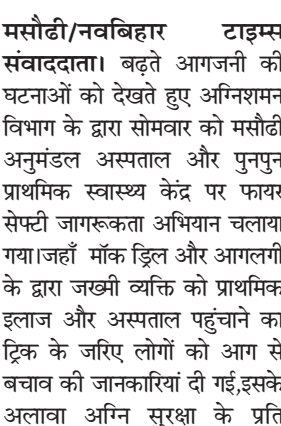 मसौढी/नवबिहार टाइम्स
संवाददाता। बढ़ते आगजनी की
घटनाओं को देखते हुए अग्निशमन
विभाग के द्वारा सोमवार को मसौढी
अनुमंडल अस्पताल और पुनपुन
प्राथमिक स्वास्थ्य केंद्र पर फायर
सेफ्टी जागरूकता अभियान चलाया
गया।जहाँ मॉक ड्रिल और आगलगी
के द्वारा जख्मी व्यक्ति को प्राथमिक
इलाज और अस्पताल पहुंचाने का
ट्रिक के जरिए लोगों को आग से
बचाव की जानकारियां दी गई,इसके
अलावा अग्नि सुरक्षा के प्रति